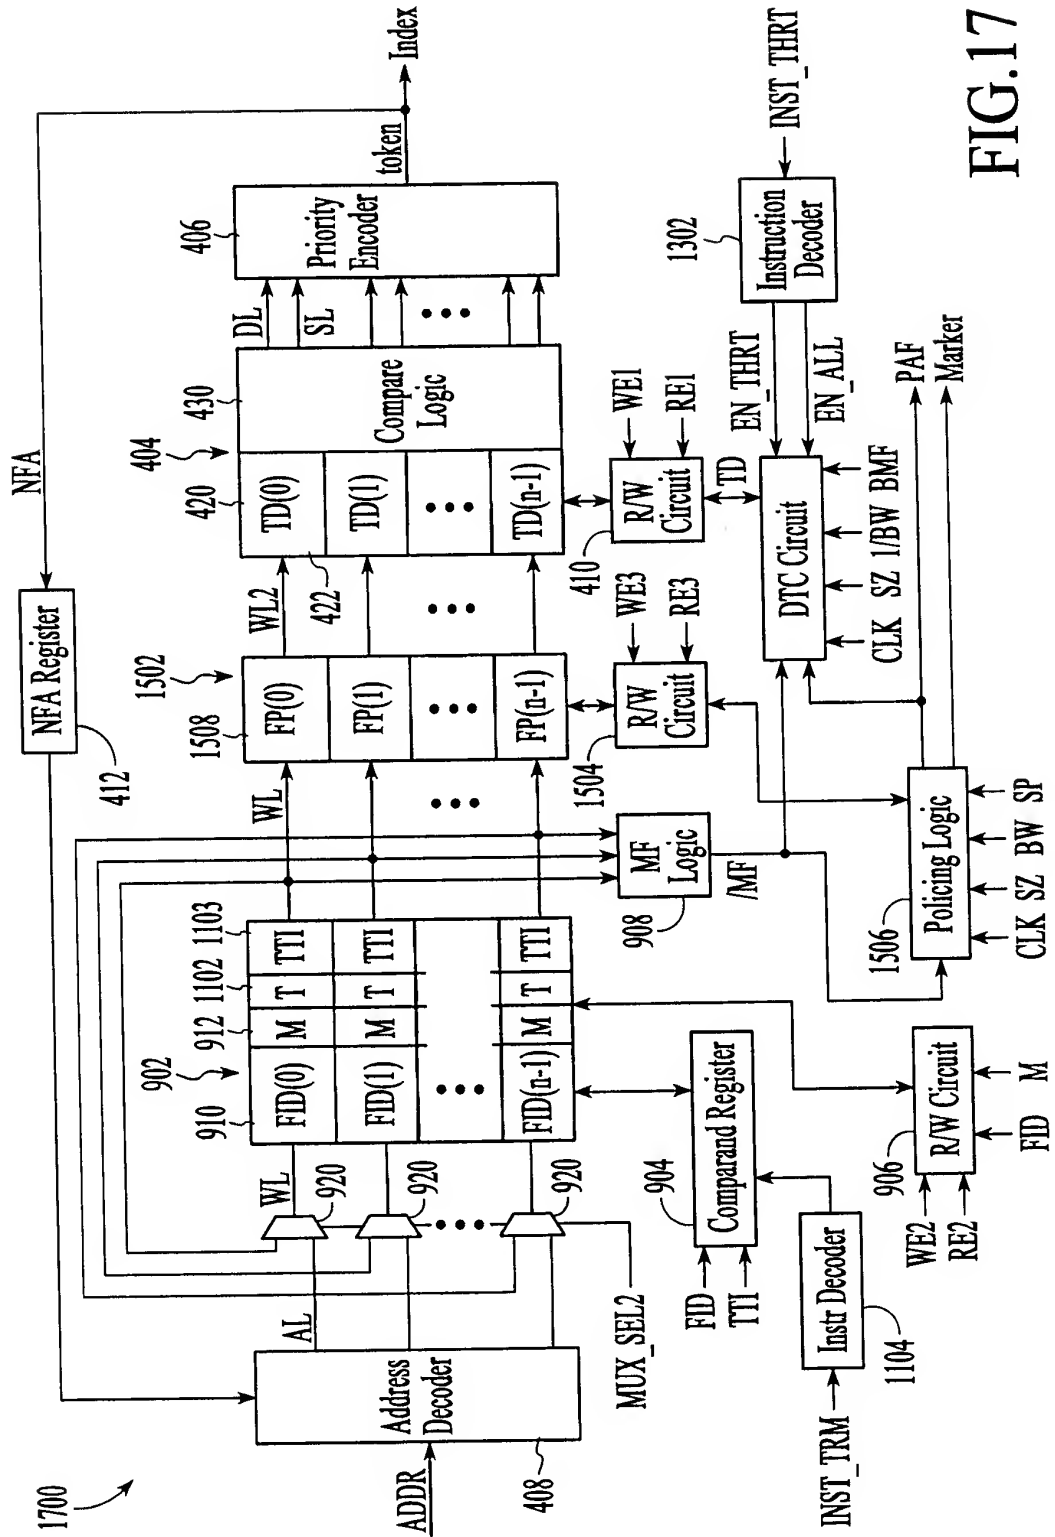 1700
NFA
NFA Register
412
ADDR
Address
Decoder
408
AL
WL
920
920
920
MUX_SEL2
902
910
912
1102
1103
FID(0)
M
T
TTI
FID(1)
M
T
TTI
FID(n-1)
M
T
TTI
WL
1508
1502
FP(0)
FP(1)
FP(n-1)
WL2
422
420
404
430
TD(0)
TD(1)
TD(n-1)
Compare
Logic
DL
SL
406
Priority
Encoder
token
Index
MF
Logic
908
/MF
R/W
Circuit
1504
WE3
RE3
R/W
Circuit
410
WE1
RE1
TD
FID
TTI
904
Comparand Register
INST_TRM
Instr Decoder
1104
WE2
RE2
906
R/W Circuit
FID
M
1506
Policing Logic
CLK
SZ
BW
SP
DTC Circuit
CLK
SZ
1/BW
BMF
EN_THRT
EN_ALL
1302
Instruction
Decoder
INST_THRT
PAF
Marker
FIG.17